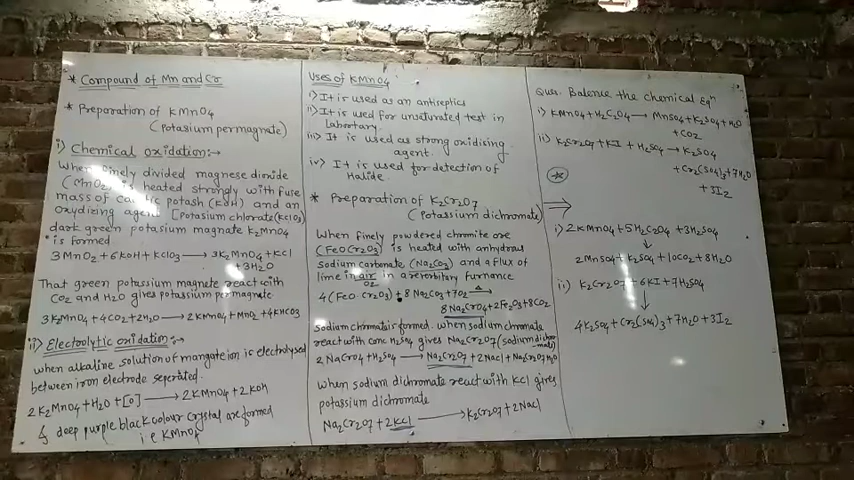 * Compound of Mn and Cr
* Preparation of KMnO4
(Potasium permagnate)
i) Chemical oxidation:→
When finely divided magnese dioxide
(MnO2) is heated strongly with fuse
mass of caustic potash (KOH) and an
oxydizing agent [Potasium chlorate (KClO3)
dark green potasium magnate K2MnO4
is formed
3MnO2 + 6KOH + KClO3 → 3K2MnO4 + KCl
+ 3H2O
That green potassium magnete react with
CO2 and H2O gives potassium permagnate
3K2MnO4 + 4CO2 + 2H2O → 2KMnO4 + MnO2 + 4KHCO3
ii) Electrolytic oxidation:→
when alkaline solution of mangate ion is electrolysed
between iron electrode seperated.
2K2MnO4 + H2O + [O] → 2KMnO4 + 2KOH
↳ deep purple black colour crystal are formed
i.e KMnO4
Uses of KMnO4
i) It is used as an antiseptics
ii) It is used for unsaturated test in
labortary.
iii) It is used as strong oxidising
agent.
iv) It is used for detection of
Halide.
* Preparation of K2Cr2O7
(Potassium dichromate)
When finely powdered chromite ore
(FeO Cr2O3) is heated with anhydrous
sodium carbonate (Na2CO3) and a flux of
lime in air in a reverbritory furnance
O2
4(FeO Cr2O3) + 8Na2CO3 + 7O2 →
8Na2CrO4 + 2Fe2O3 + 8CO2
Sodium chromate is formed. when sodium chromate
react with conc H2SO4 gives Na2Cr2O7 (sodium dichro-
mate)
2NaCrO4 + H2SO4 → Na2Cr2O7 + 2NaCl +
When sodium dichromate react with KCl gives
potassium dichromate
Na2Cr2O7 + 2KCl → K2Cr2O7 + 2NaCl
Ques. Balence the chemical Eqn
i) KMnO4 + H2C2O4 → MnSO4 + K2SO4 + H2O
+ CO2
ii) K2Cr2O7 + KI + H2SO4 → K2SO4
+ Cr2(SO4)3 + 7H2O
+ 3I2
⇒
i) 2KMnO4 + 5H2C2O4 + 3H2SO4
↓
2MnSO4 + K2SO4 + 10CO2 + 8H2O
ii) K2Cr2O7 + 6KI + 7H2SO4
↓
4K2SO4 + Cr2(SO4)3 + 7H2O + 3I2